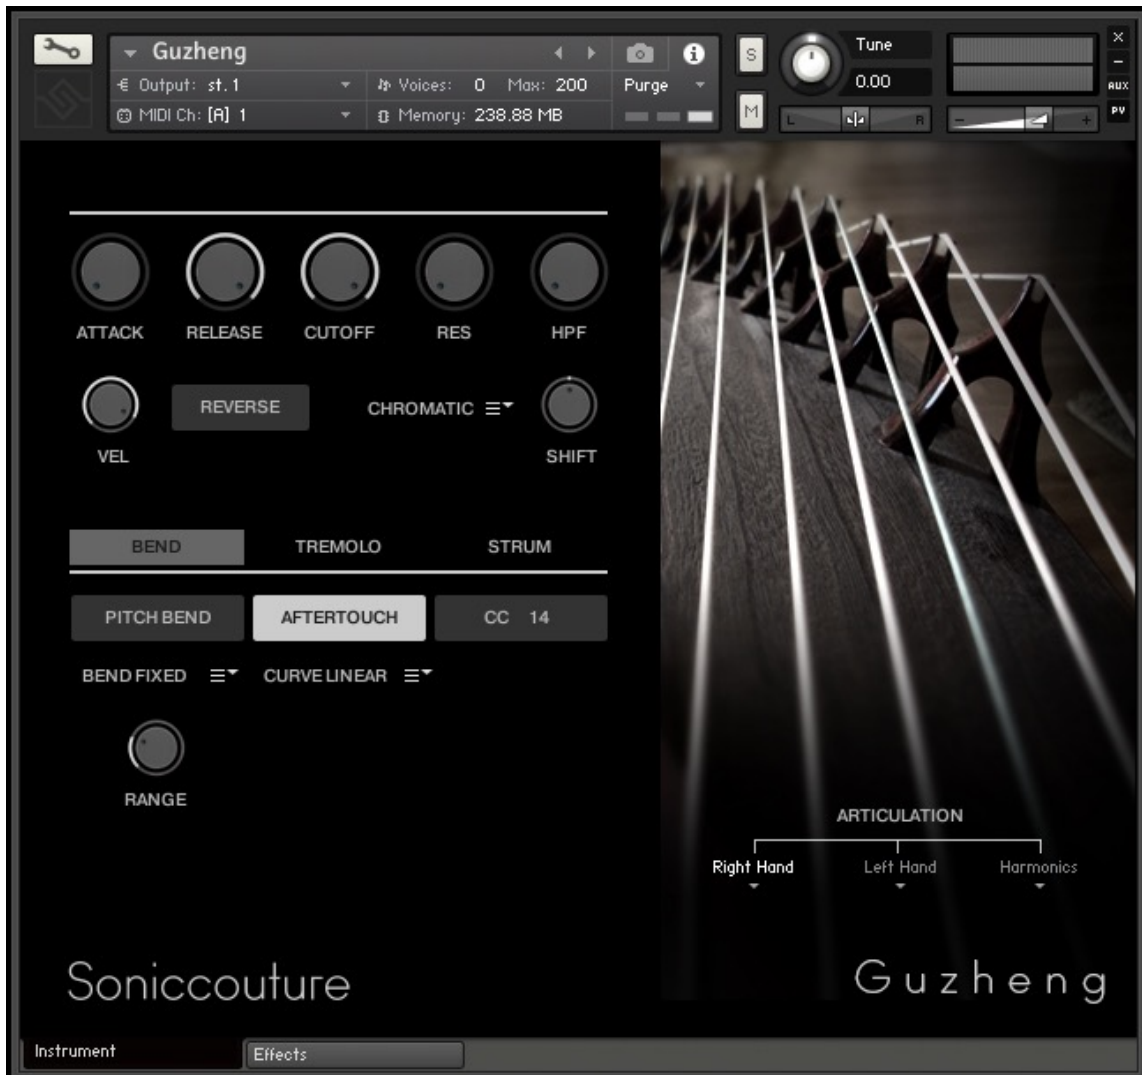 Guzheng
S
Tune
×
–
Output: st.1
Voices: 0 Max: 200
Purge
0.00
AUX
MIDI Ch: [A] 1
Memory: 238.88 MB
M
L R
- +
PV
ATTACK RELEASE CUTOFF RES HPF
REVERSE CHROMATIC
VEL SHIFT
BEND TREMOLO STRUM
PITCH BEND AFTERTOUCH CC 14
BEND FIXED CURVE LINEAR
RANGE
ARTICULATION
Right Hand Left Hand Harmonics
Soniccouture
Guzheng
Instrument Effects